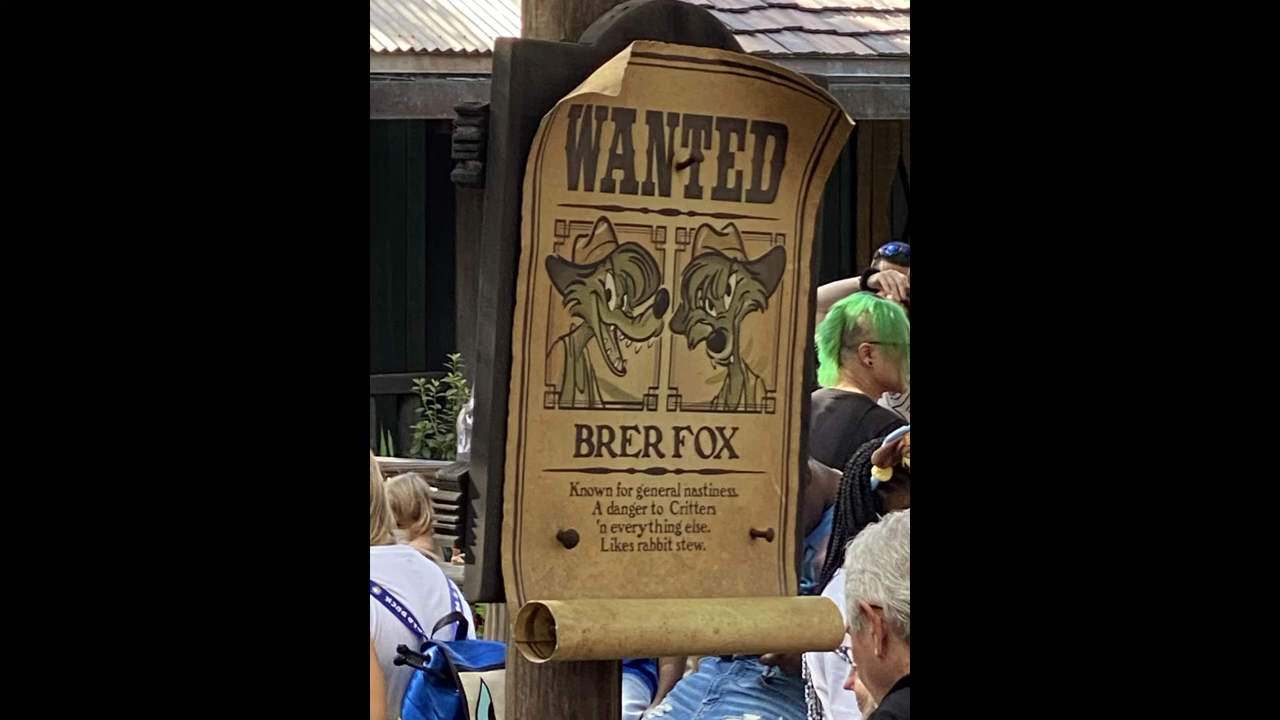 WANTED
BRER FOX
Known for general nastiness.
A danger to Critters
'n everything else.
Likes rabbit stew.